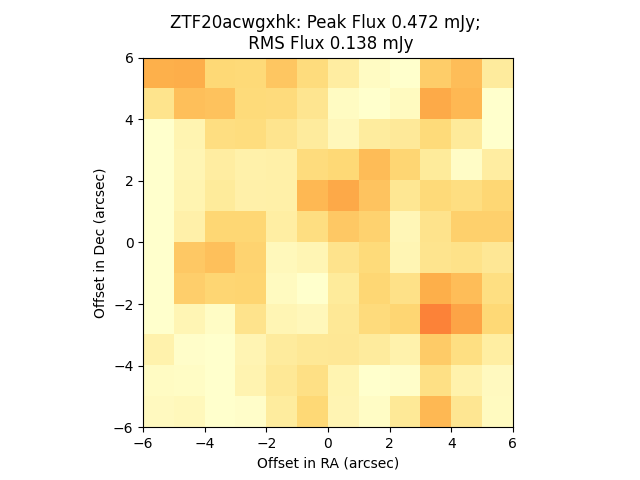 ZTF20acwgxhk: Peak Flux 0.472 mJy;
RMS Flux 0.138 mJy
6
4
2
0
−2
−4
−6
Offset in Dec (arcsec)
−6 −4 −2 0 2 4 6
Offset in RA (arcsec)